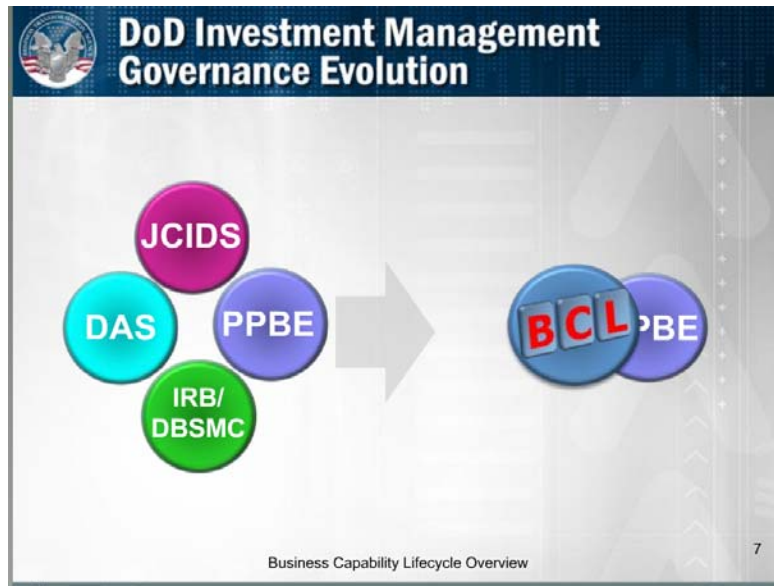 DoD Investment Management
Governance Evolution
JCIDS
DAS
PPBE
IRB/
DBSMC
BCL
PBE
Business Capability Lifecycle Overview
7